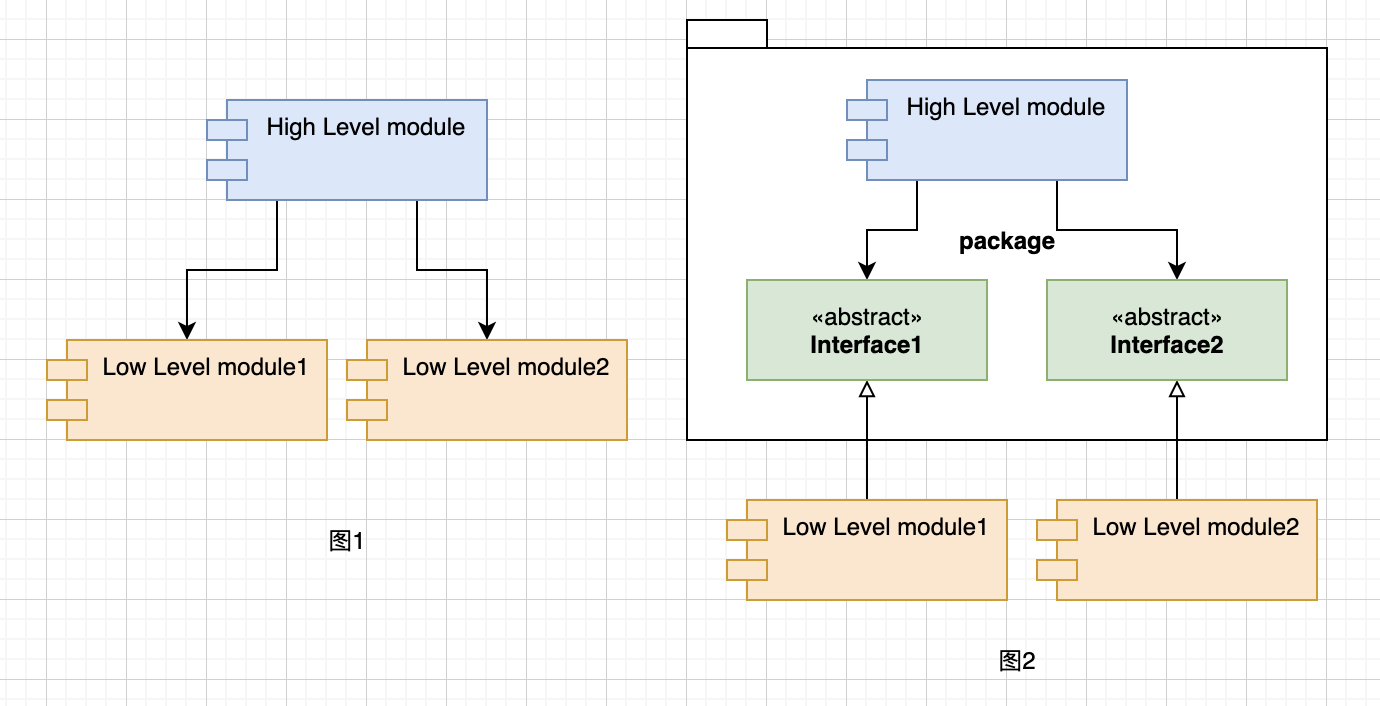 High Level module
Low Level module1
Low Level module2
图1
High Level module
package
«abstract»
Interface1
«abstract»
Interface2
Low Level module1
Low Level module2
图2